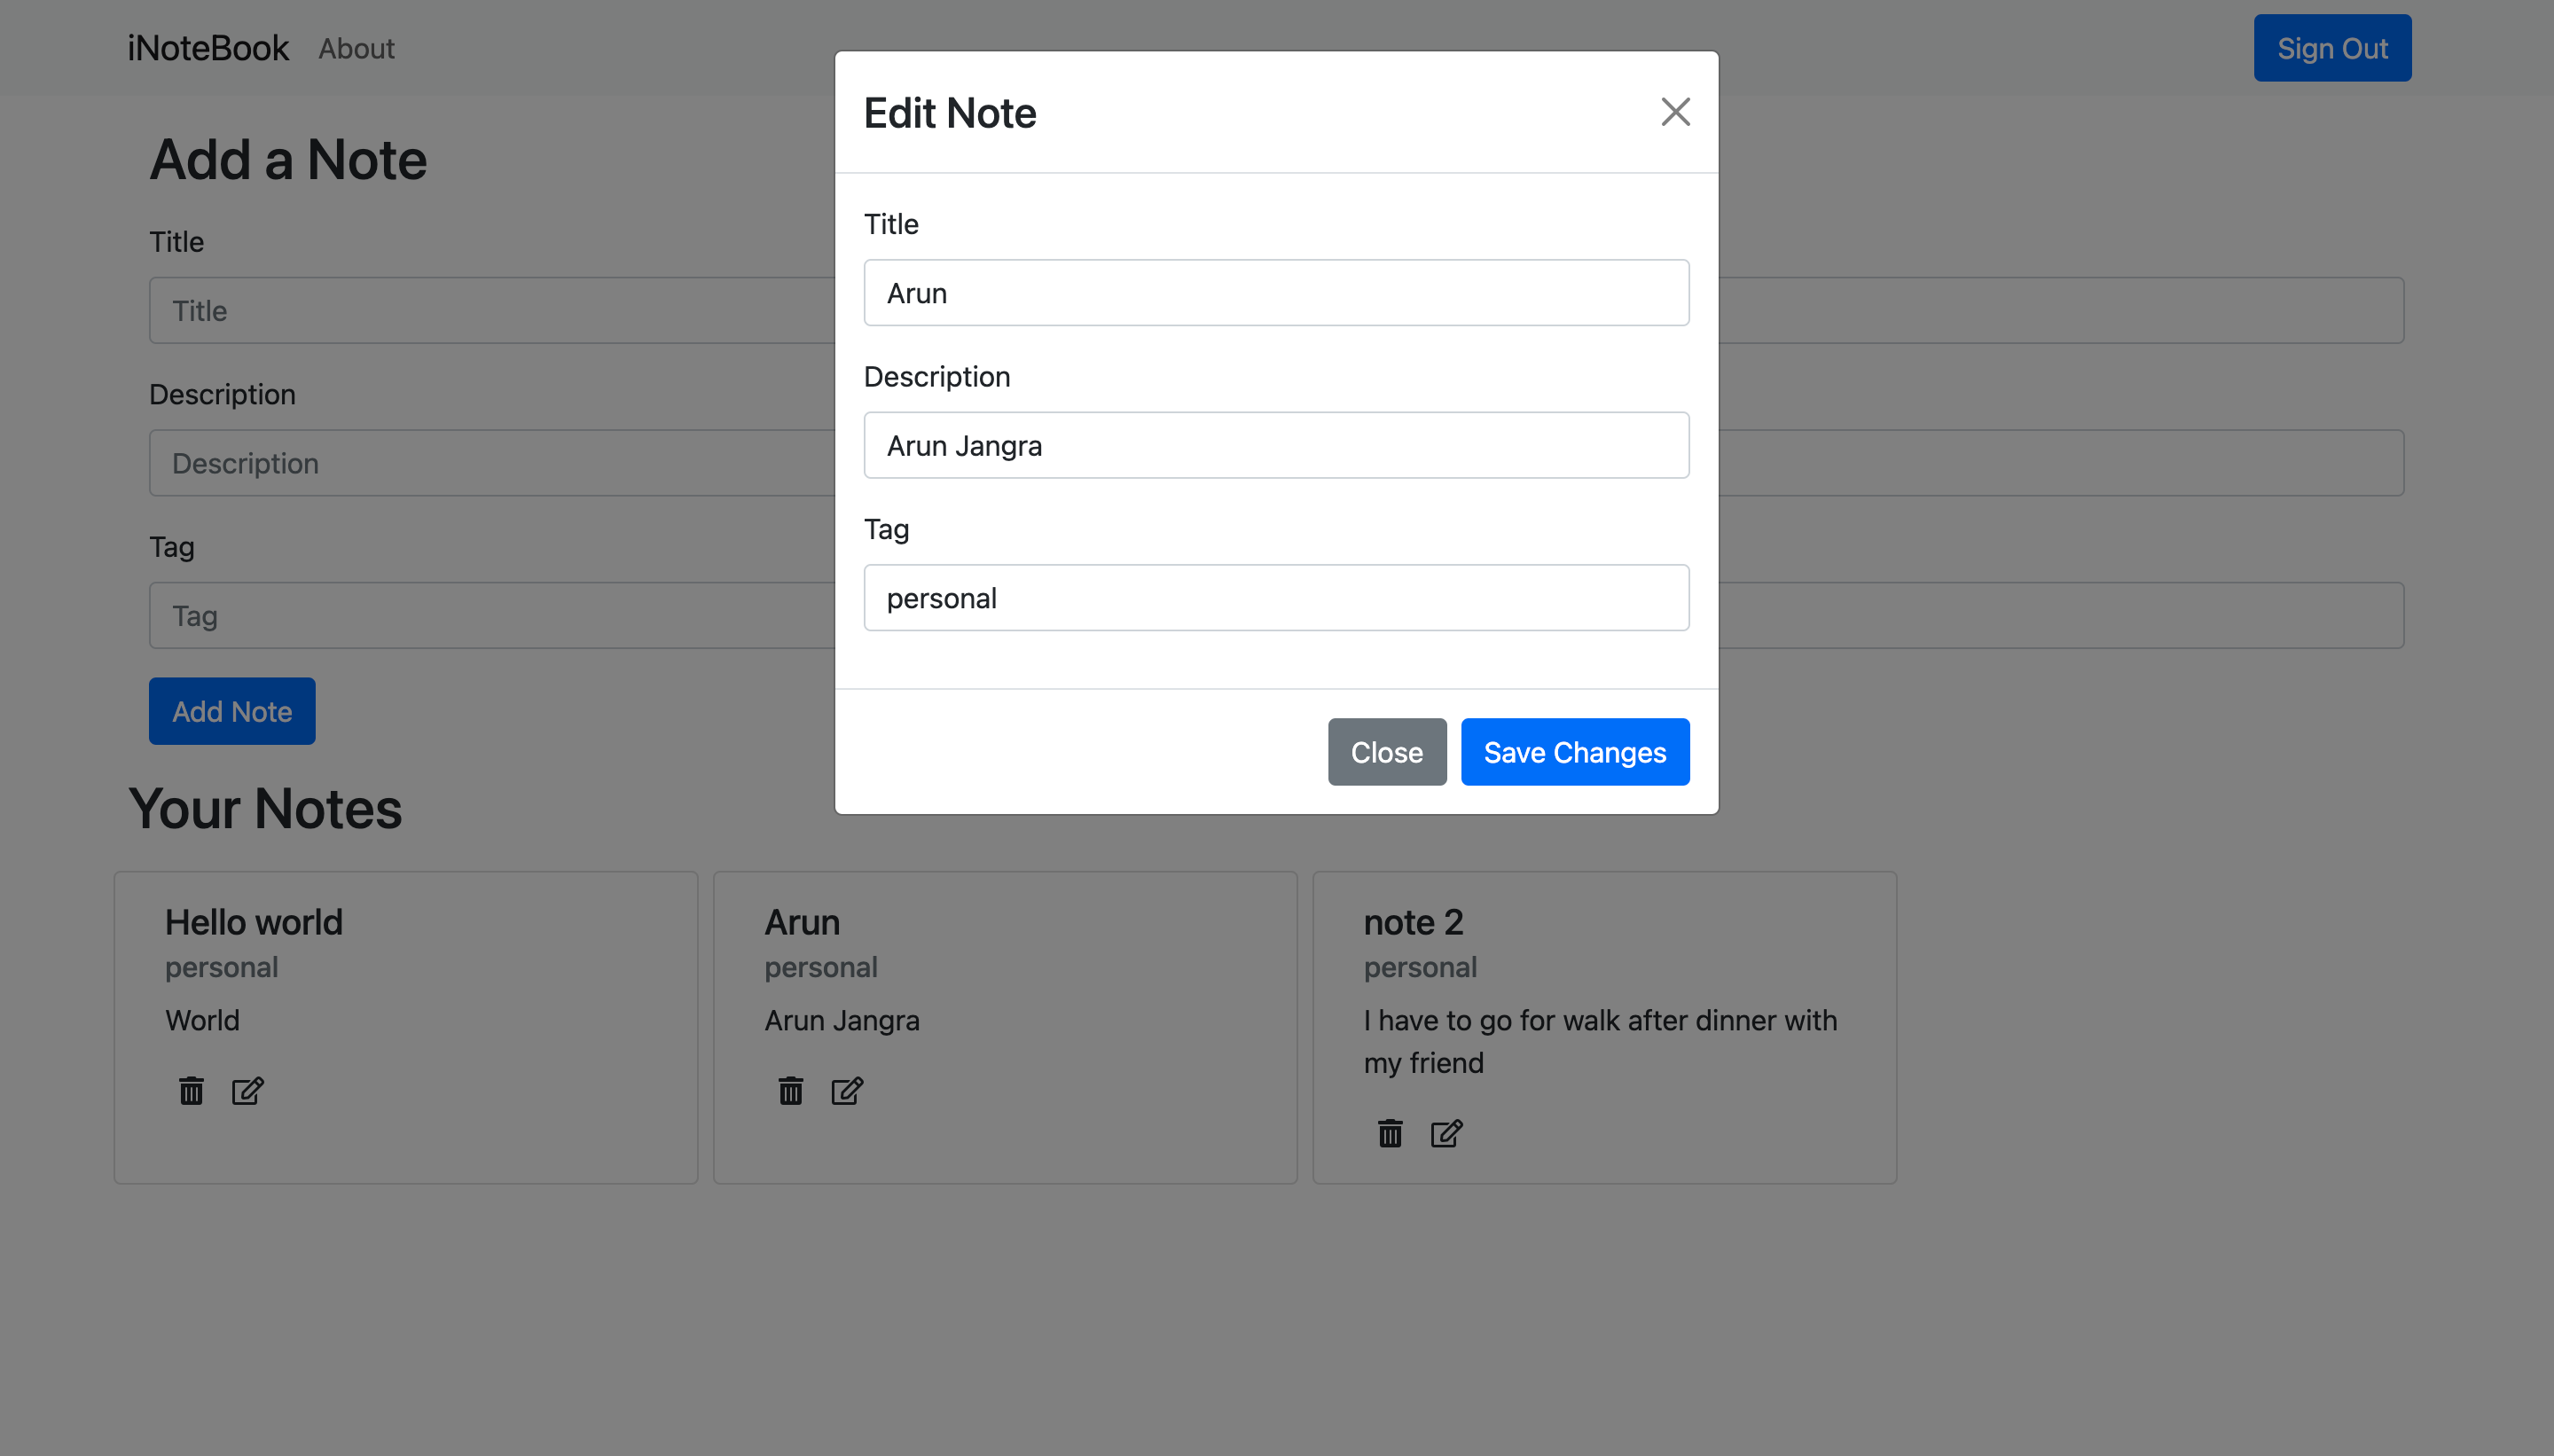 iNoteBook About Sign Out
Add a Note
Title
Title
Description
Description
Tag
Tag
Add Note
Edit Note
Title
Arun
Description
Arun Jangra
Tag
personal
Close Save Changes
Your Notes
Hello world
personal
World
Arun
personal
Arun Jangra
note 2
personal
I have to go for walk after dinner with
my friend